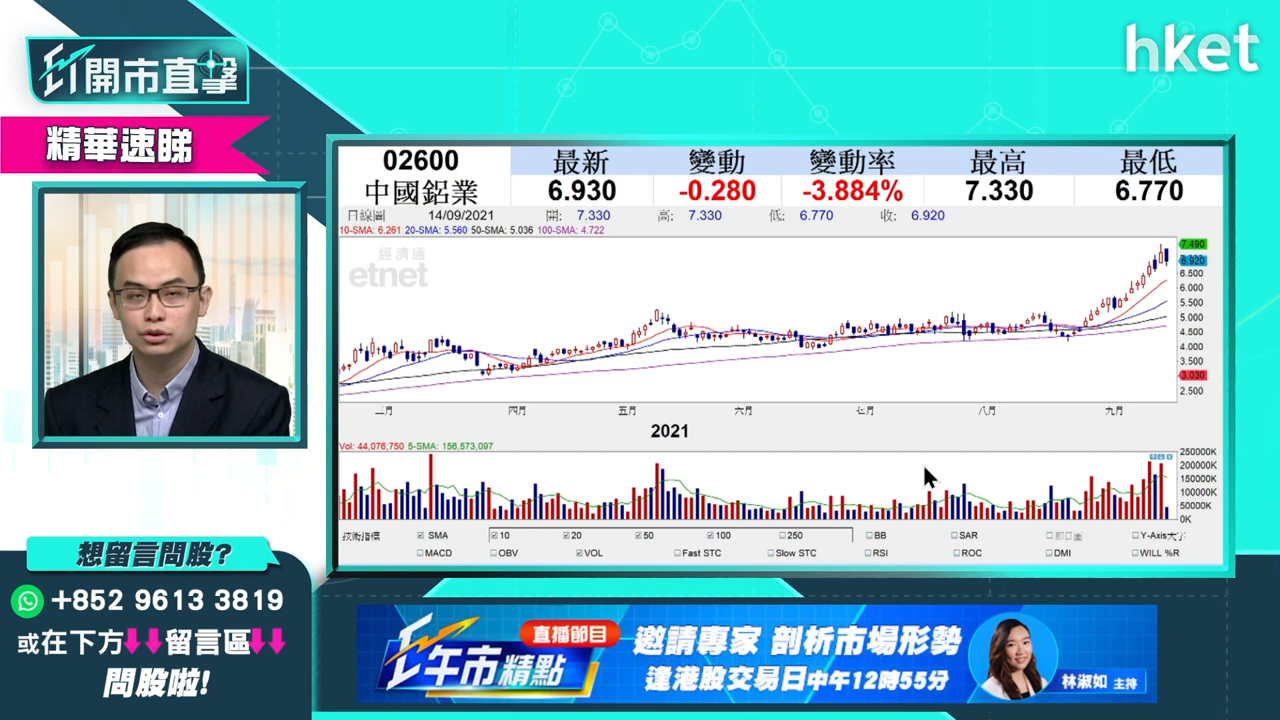 hket
ET開市直擊
精華速睇
02600 最新 變動 變動率 最高 最低
中國鋁業 6.930 -0.280 -3.884% 7.330 6.770
日線圖 14/09/2021 開: 7.330 高: 7.330 低: 6.770 收: 6.920
10-SMA: 6.261 20-SMA: 5.560 50-SMA: 5.036 100-SMA: 4.722
經濟通
etnet
7.490
6.920
6.500
6.000
5.500
5.000
4.500
4.000
3.500
3.030
2.500
三月 四月 五月 六月 七月 八月 九月
2021
Vol: 44,076,750 5-SMA: 156,573,097
250000K
200000K
150000K
100000K
50000K
0K
技術指標 SMA 10 20 50 100 250 BB SAR Y-Axis大字
MACD OBV VOL Fast STC Slow STC RSI ROC DMI WILL %R
想留言問股?
+852 9613 3819
或在下方留言區
問股啦!
ET午市精點
直播節目
邀請專家 剖析市場形勢
逢港股交易日中午12時55分
林淑如 主持